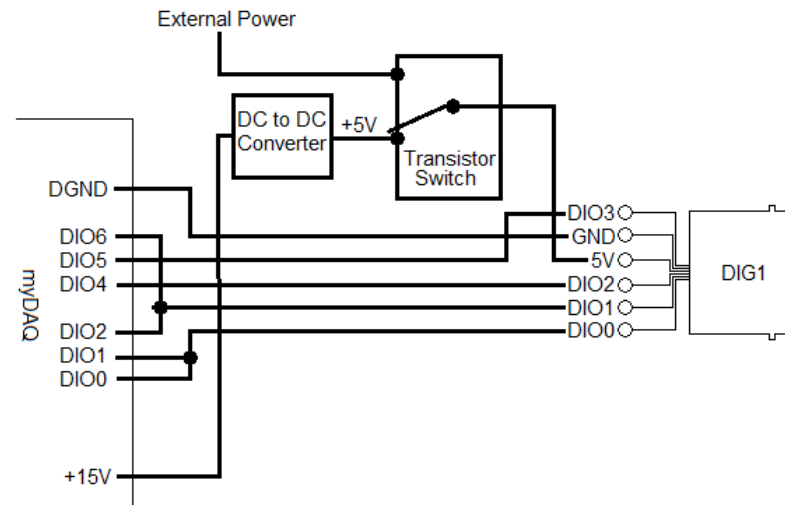 External Power
DC to DC
Converter
+5V
Transistor
Switch
DGND
DIO6
DIO5
DIO4
myDAQ
DIO2
DIO1
DIO0
+15V
DIO3
GND
5V
DIO2
DIO1
DIO0
DIG1